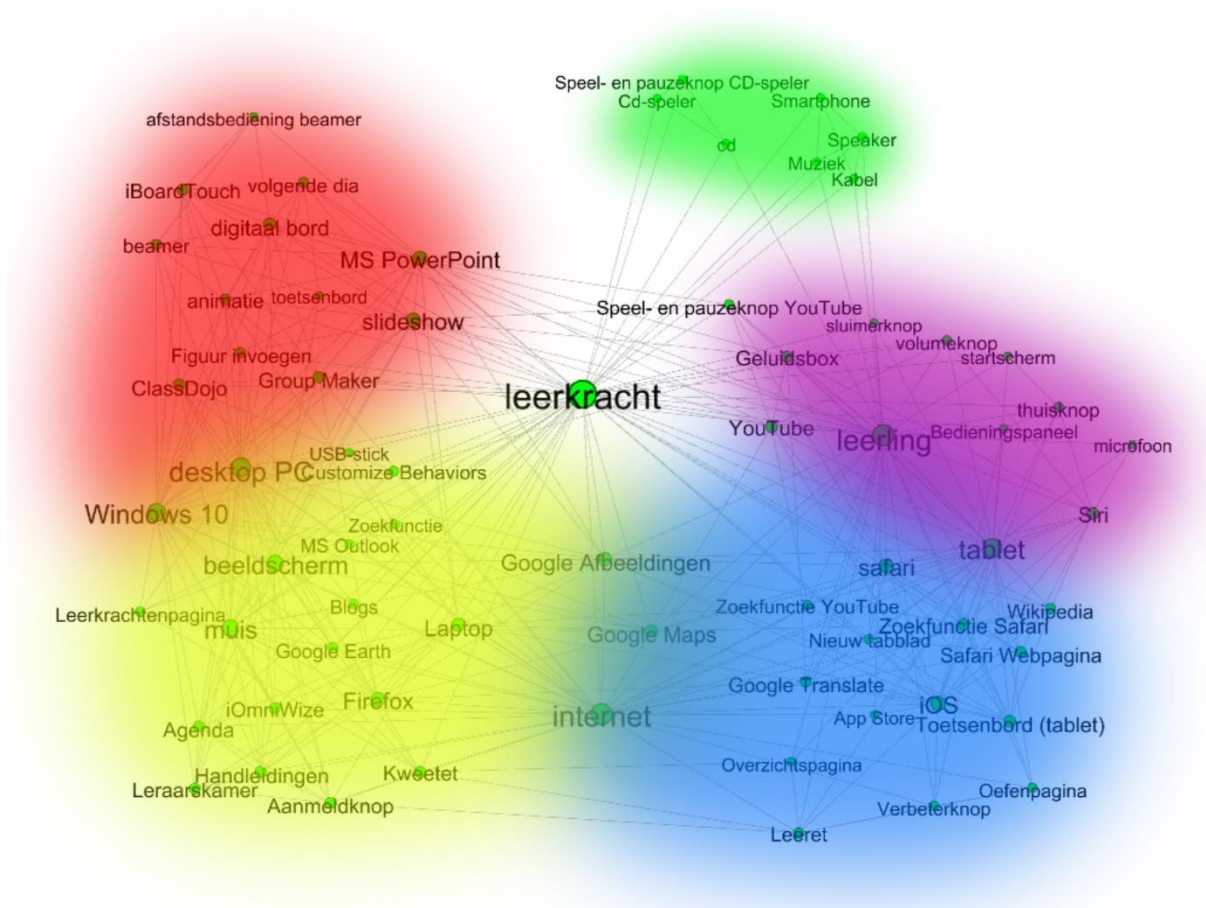 Speel- en pauzeknop CD-speler
Cd-speler
Smartphone
afstandsbediening beamer
Speaker
cd
Muziek
Kabel
iBoardTouch
volgende dia
digitaal bord
beamer
MS PowerPoint
animatie
toetsenbord
Speel- en pauzeknop YouTube
slideshow
sluimerknop
volumeknop
Figuur invoegen
Geluidsbox
startscherm
ClassDojo
Group Maker
leerkracht
thuisknop
YouTube
leerling
Bedieningspaneel
microfoon
USB-stick
desktop PC
Customize Behaviors
Windows 10
Siri
Zoekfunctie
MS Outlook
tablet
beeldscherm
Google Afbeeldingen
safari
Leerkrachtenpagina
Blogs
Zoekfunctie YouTube
Wikipedia
muis
Laptop
Google Maps
Zoekfunctie Safari
Nieuw tabblad
Google Earth
Safari Webpagina
Google Translate
Firefox
iOS
iOmniWize
internet
App Store
Toetsenbord (tablet)
Agenda
Overzichtspagina
Handleidingen
Kweetet
Leraarskamer
Oefenpagina
Aanmeldknop
Verbeterknop
Leeret